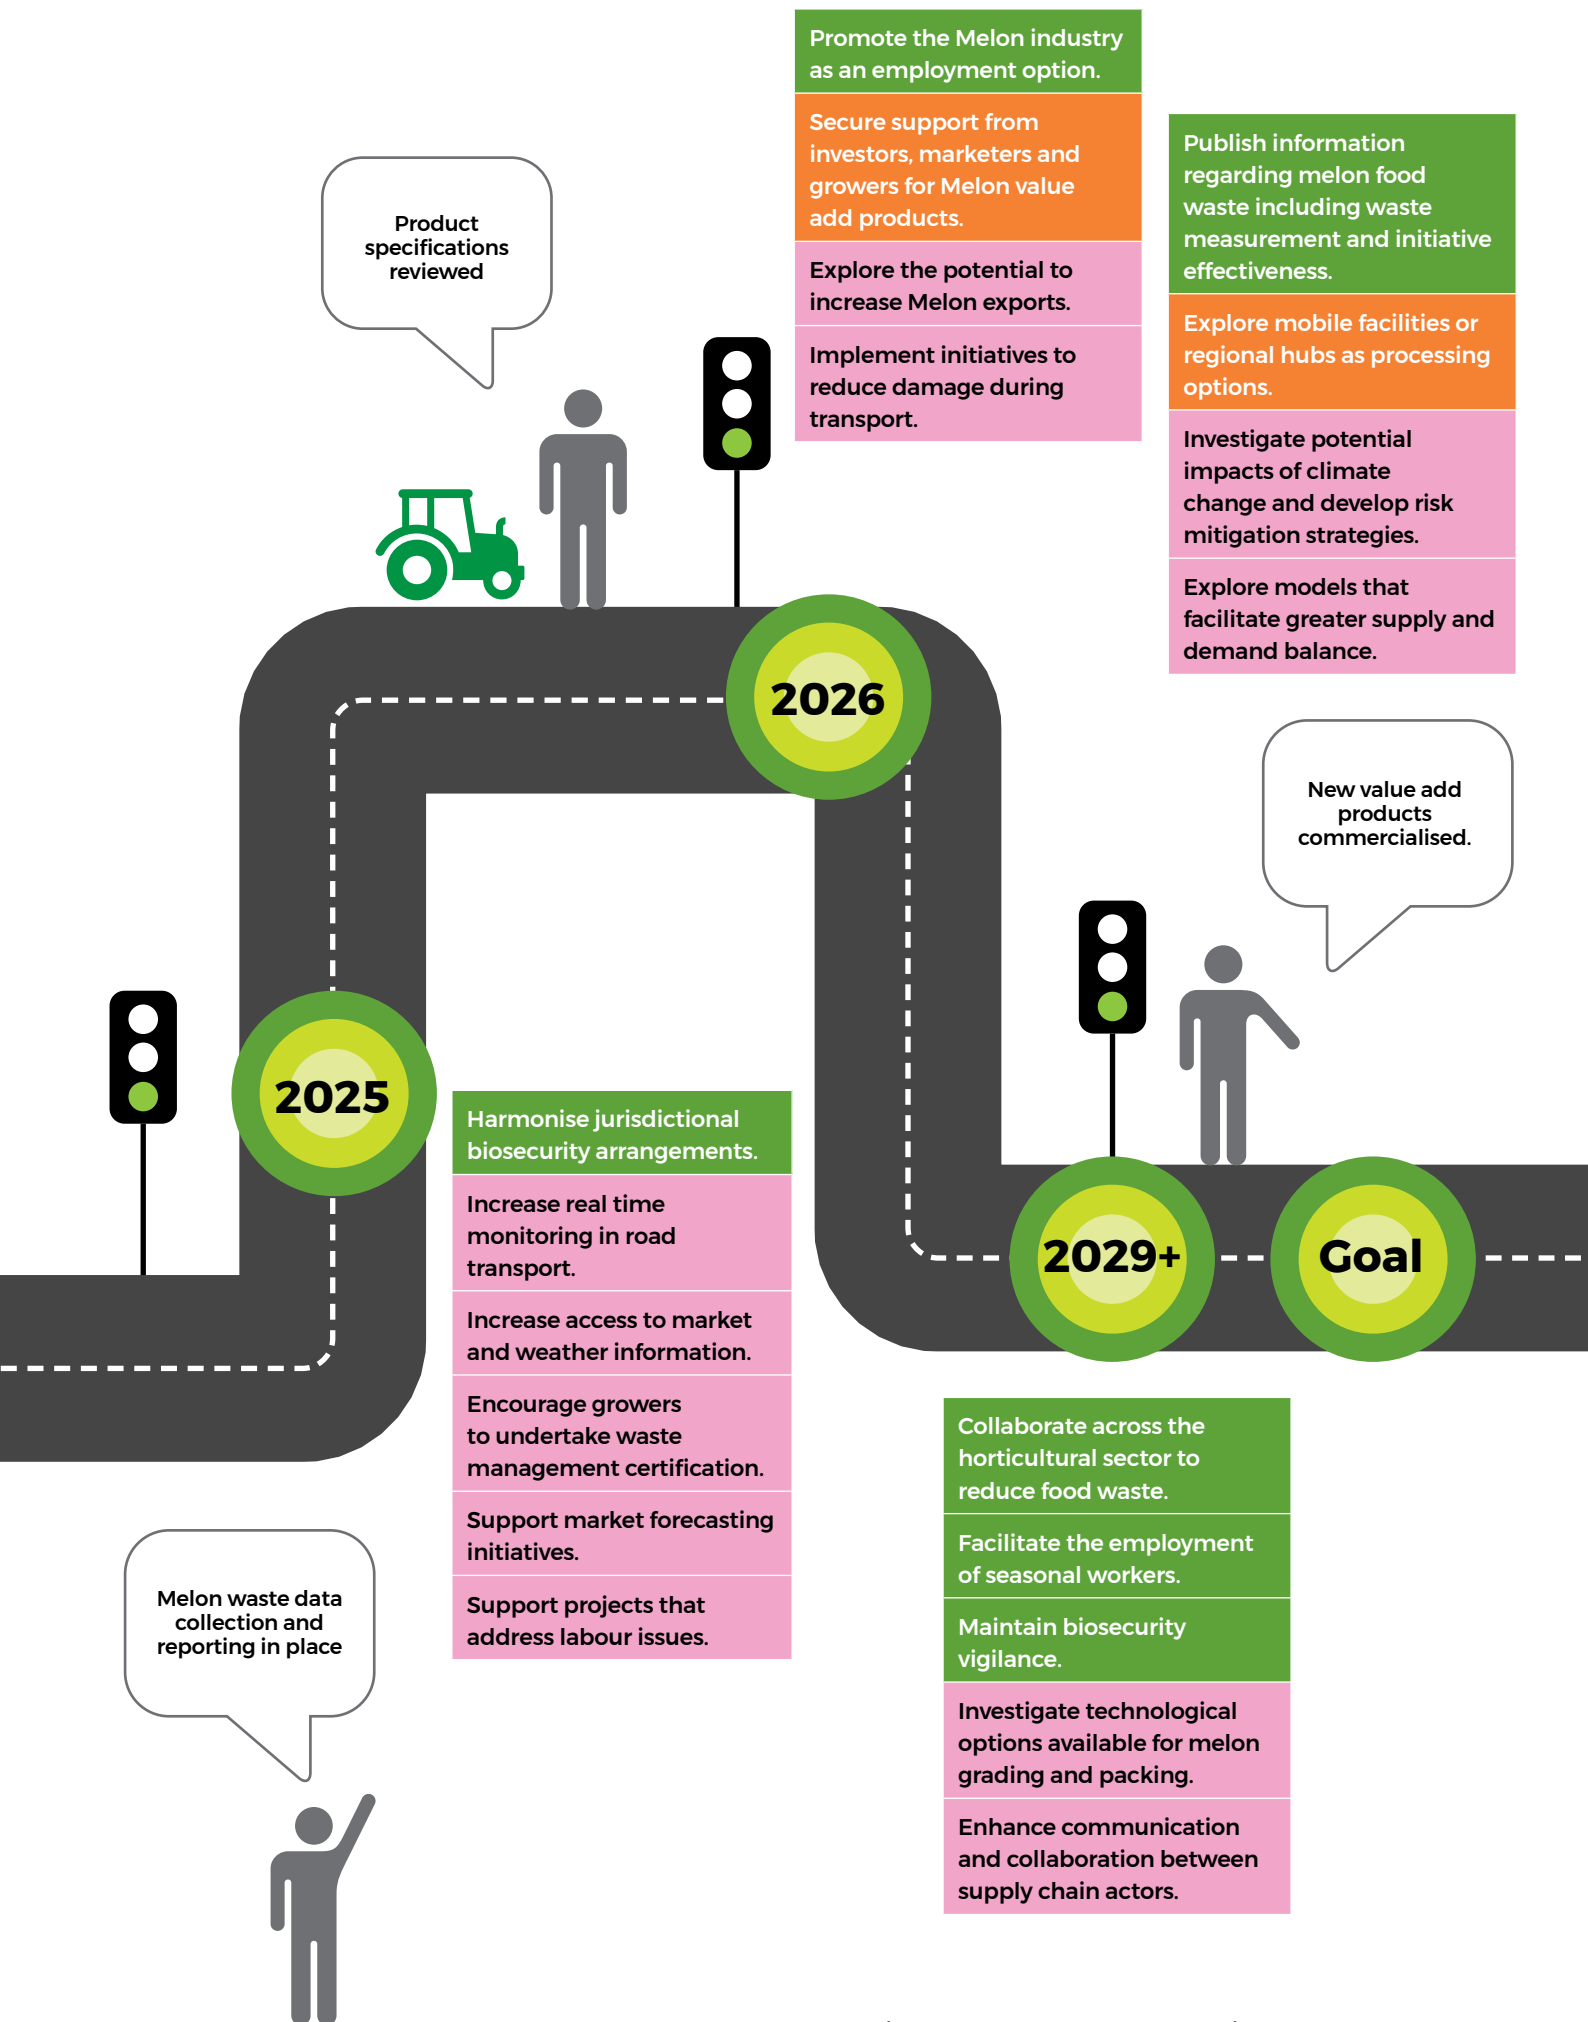 Promote the Melon industry
as an employment option.
Secure support from
investors, marketers and
growers for Melon value
add products.
Explore the potential to
increase Melon exports.
Implement initiatives to
reduce damage during
transport.
Publish information
regarding melon food
waste including waste
measurement and initiative
effectiveness.
Explore mobile facilities or
regional hubs as processing
options.
Investigate potential
impacts of climate
change and develop risk
mitigation strategies.
Explore models that
facilitate greater supply and
demand balance.
Product
specifications
reviewed
2026
New value add
products
commercialised.
2025
Harmonise jurisdictional
biosecurity arrangements.
Increase real time
monitoring in road
transport.
Increase access to market
and weather information.
Encourage growers
to undertake waste
management certification.
Support market forecasting
initiatives.
Support projects that
address labour issues.
2029+
Goal
Collaborate across the
horticultural sector to
reduce food waste.
Facilitate the employment
of seasonal workers.
Maintain biosecurity
vigilance.
Investigate technological
options available for melon
grading and packing.
Enhance communication
and collaboration between
supply chain actors.
Melon waste data
collection and
reporting in place